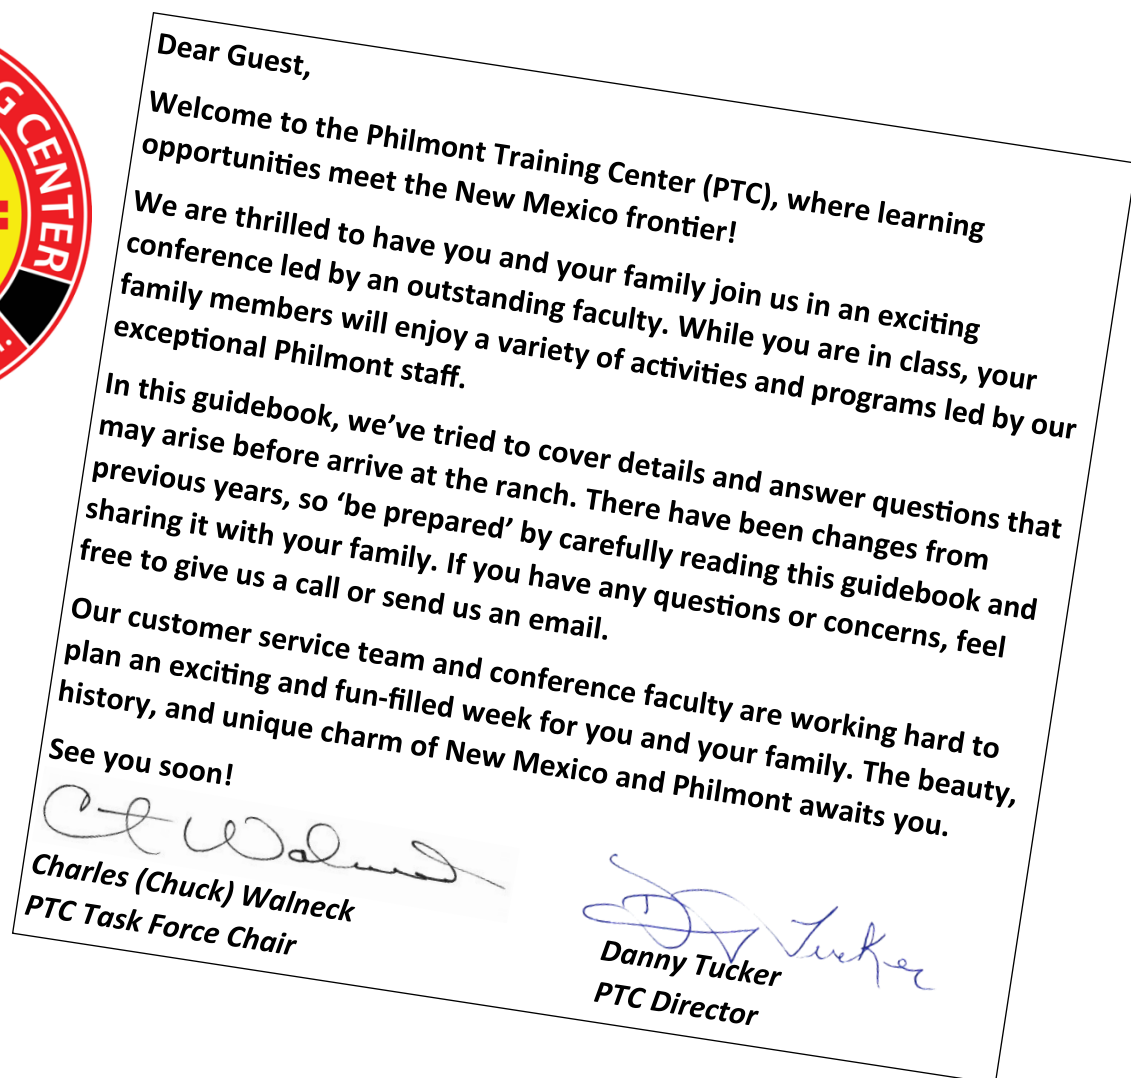 G CENTER
Dear Guest,
Welcome to the Philmont Training Center (PTC), where learning
opportunities meet the New Mexico frontier!
We are thrilled to have you and your family join us in an exciting
conference led by an outstanding faculty. While you are in class, your
family members will enjoy a variety of activities and programs led by our
exceptional Philmont staff.
In this guidebook, we’ve tried to cover details and answer questions that
may arise before arrive at the ranch. There have been changes from
previous years, so ‘be prepared’ by carefully reading this guidebook and
sharing it with your family. If you have any questions or concerns, feel
free to give us a call or send us an email.
Our customer service team and conference faculty are working hard to
plan an exciting and fun-filled week for you and your family. The beauty,
history, and unique charm of New Mexico and Philmont awaits you.
See you soon!
Charles (Chuck) Walneck
PTC Task Force Chair
Tucker
Danny Tucker
PTC Director